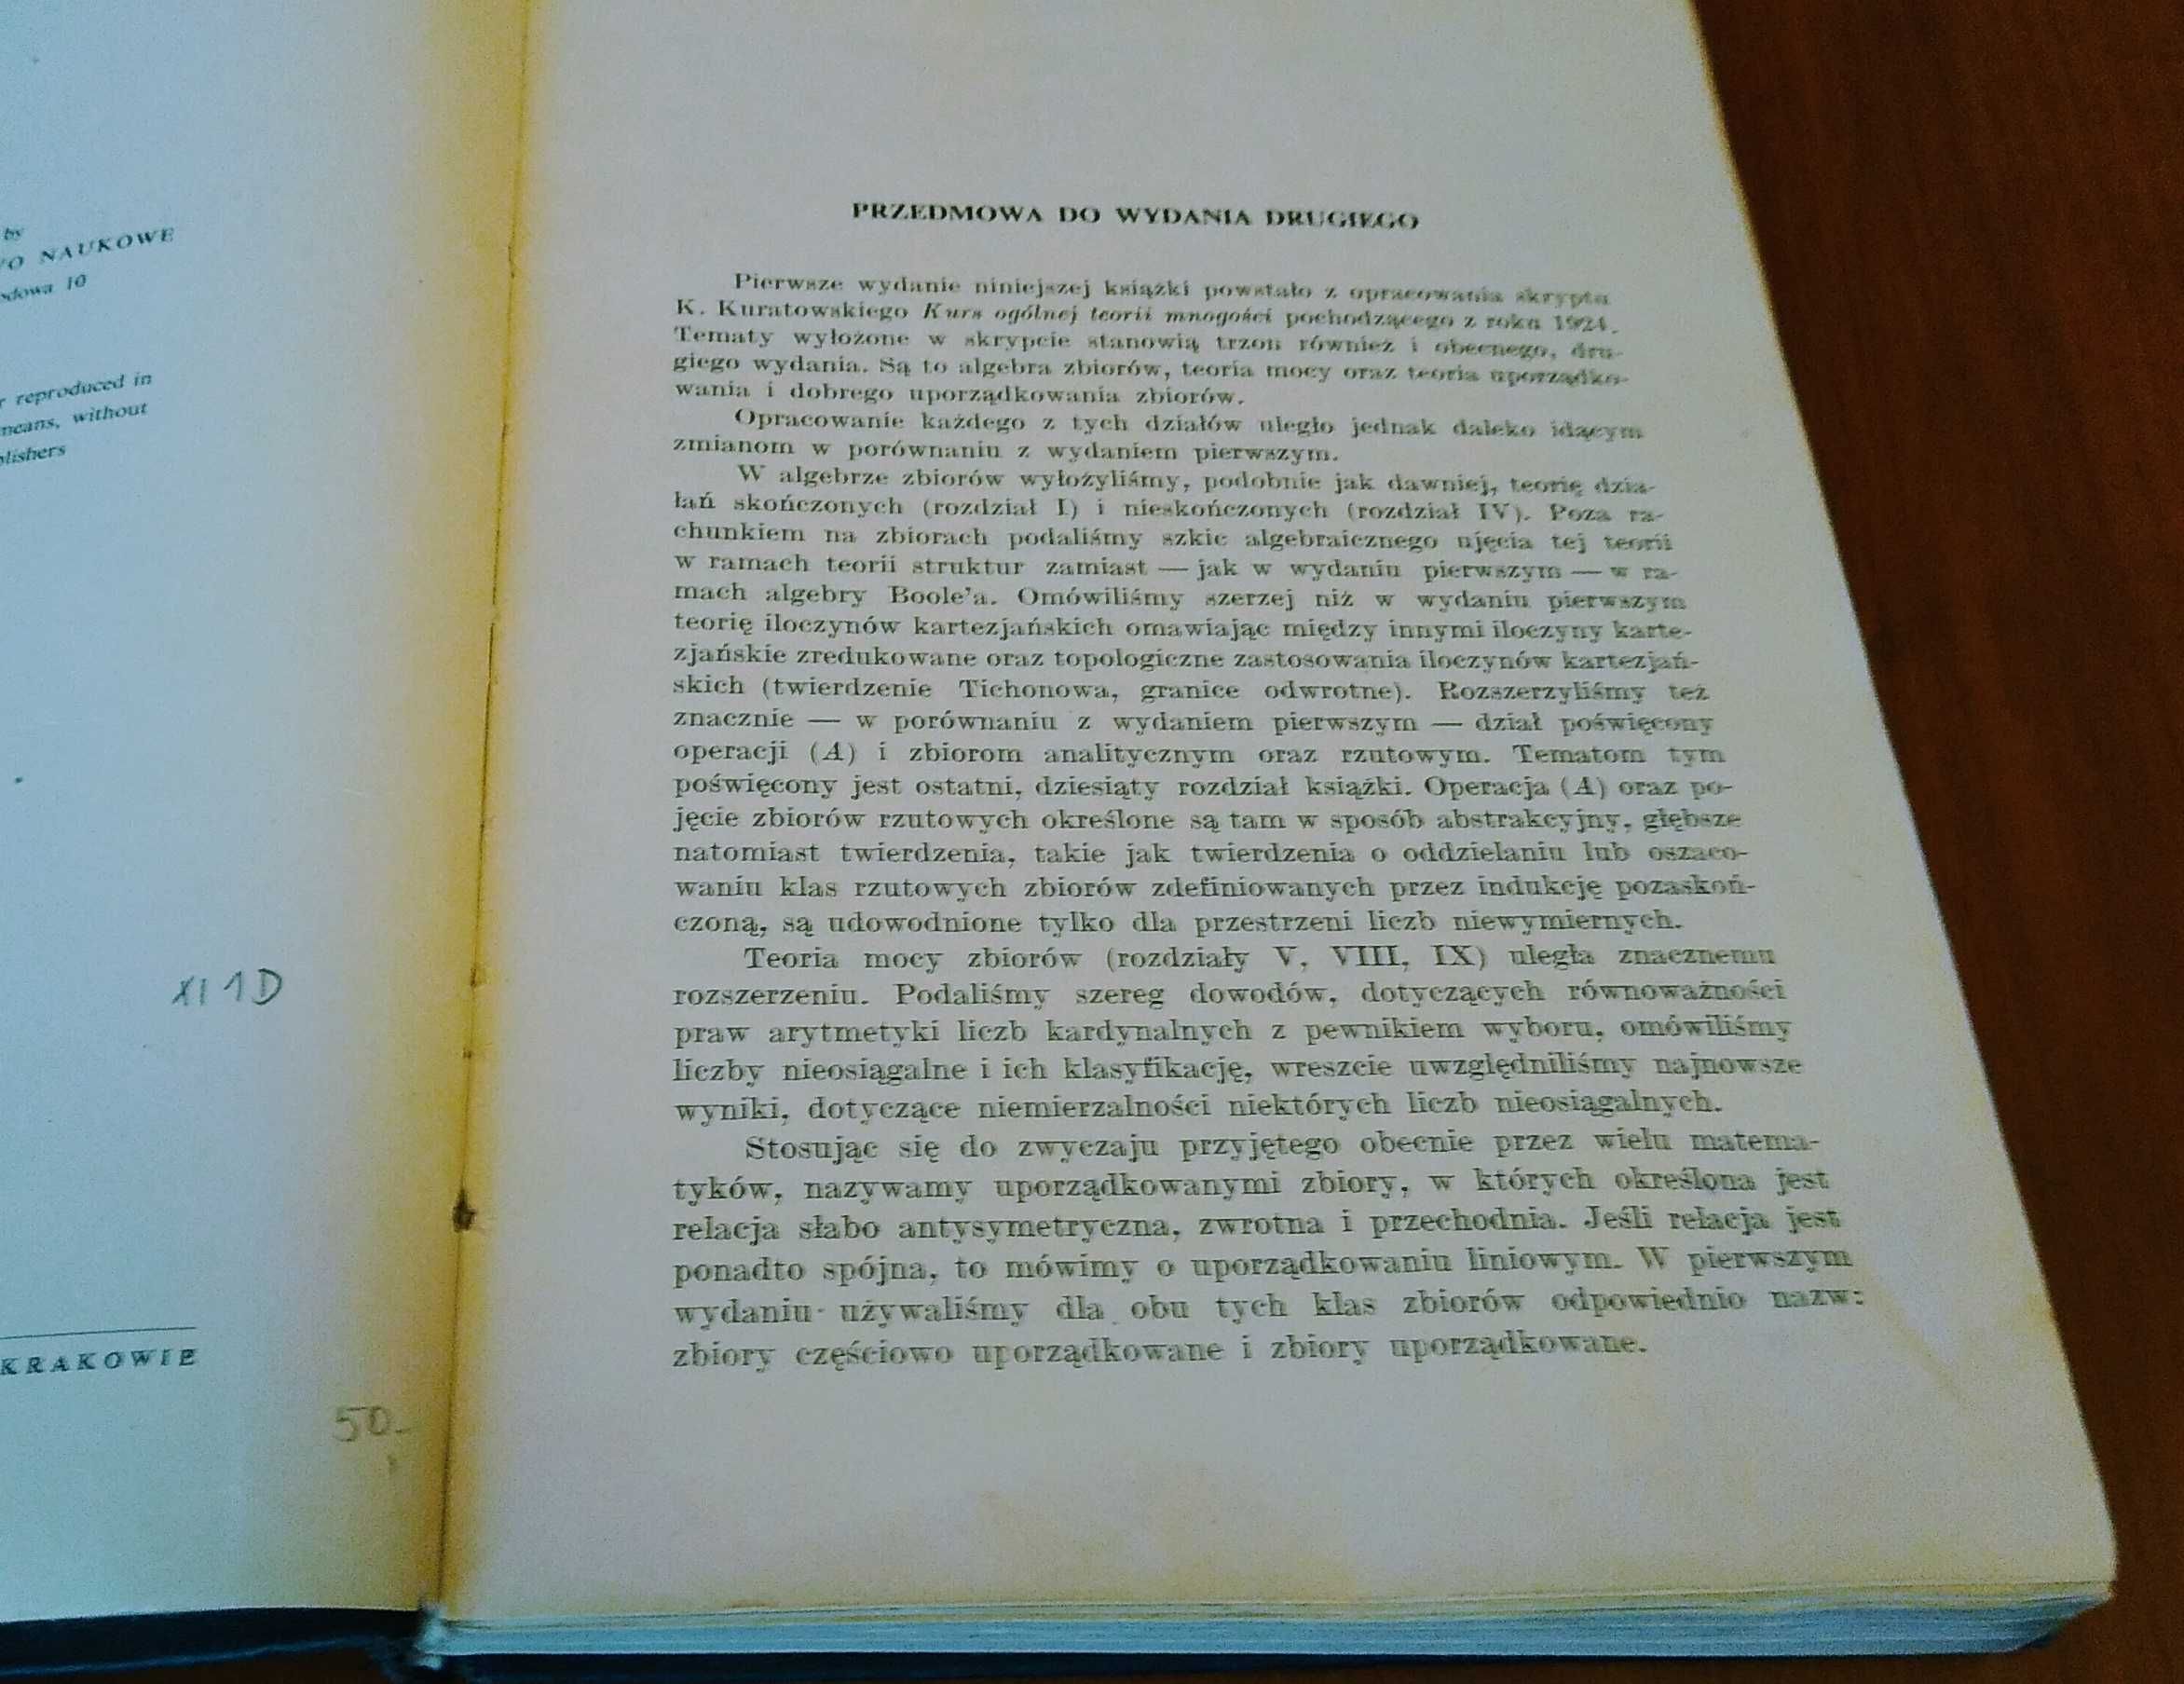 by
O NAUKOWE
10
reproduced in
means, without
XI 1 D
KRAKOWIE
50.-
PRZEDMOWA DO WYDANIA DRUGIEGO
Pierwsze wydanie niniejszej książki powstało z opracowania skryptu
K. Kuratowskiego Kurs ogólnej teorii mnogości pochodzącego z roku 1924.
Tematy wyłożone w skrypcie stanowią trzon również i obecnego, dru-
giego wydania. Są to algebra zbiorów, teoria mocy oraz teoria uporządko-
wania i dobrego uporządkowania zbiorów.
Opracowanie każdego z tych działów uległo jednak daleko idącym
zmianom w porównaniu z wydaniem pierwszym.
W algebrze zbiorów wyłożyliśmy, podobnie jak dawniej, teorię dzia-
łań skończonych (rozdział I) i nieskończonych (rozdział IV). Poza ra-
chunkiem na zbiorach podaliśmy szkic algebraicznego ujęcia tej teorii
w ramach teorii struktur zamiast — jak w wydaniu pierwszym — w ra-
mach algebry Boole'a. Omówiliśmy szerzej niż w wydaniu pierwszym
teorię iloczynów kartezjańskich omawiając między innymi iloczyny karte-
zjańskie zredukowane oraz topologiczne zastosowania iloczynów kartezjań-
skich (twierdzenie Tichonowa, granice odwrotne). Rozszerzyliśmy też
znacznie — w porównaniu z wydaniem pierwszym — dział poświęcony
operacji (A) i zbiorom analitycznym oraz rzutowym. Tematom tym
poświęcony jest ostatni, dziesiąty rozdział książki. Operacja (A) oraz po-
jęcie zbiorów rzutowych określone są tam w sposób abstrakcyjny, głębsze
natomiast twierdzenia, takie jak twierdzenia o oddzielaniu lub oszaco-
waniu klas rzutowych zbiorów zdefiniowanych przez indukcję pozaskoń-
czoną, są udowodnione tylko dla przestrzeni liczb niewymiernych.
Teoria mocy zbiorów (rozdziały V, VIII, IX) uległa znacznemu
rozszerzeniu. Podaliśmy szereg dowodów, dotyczących równoważności
praw arytmetyki liczb kardynalnych z pewnikiem wyboru, omówiliśmy
liczby nieosiągalne i ich klasyfikację, wreszcie uwzględniliśmy najnowsze
wyniki, dotyczące niemierzalności niektórych liczb nieosiągalnych.
Stosując się do zwyczaju przyjętego obecnie przez wielu matema-
tyków, nazywamy uporządkowanymi zbiory, w których określona jest
relacja słabo antysymetryczna, zwrotna i przechodnia. Jeśli relacja jest
ponadto spójna, to mówimy o uporządkowaniu liniowym. W pierwszym
wydaniu używaliśmy dla obu tych klas zbiorów odpowiednio nazw:
zbiory częściowo uporządkowane i zbiory uporządkowane.